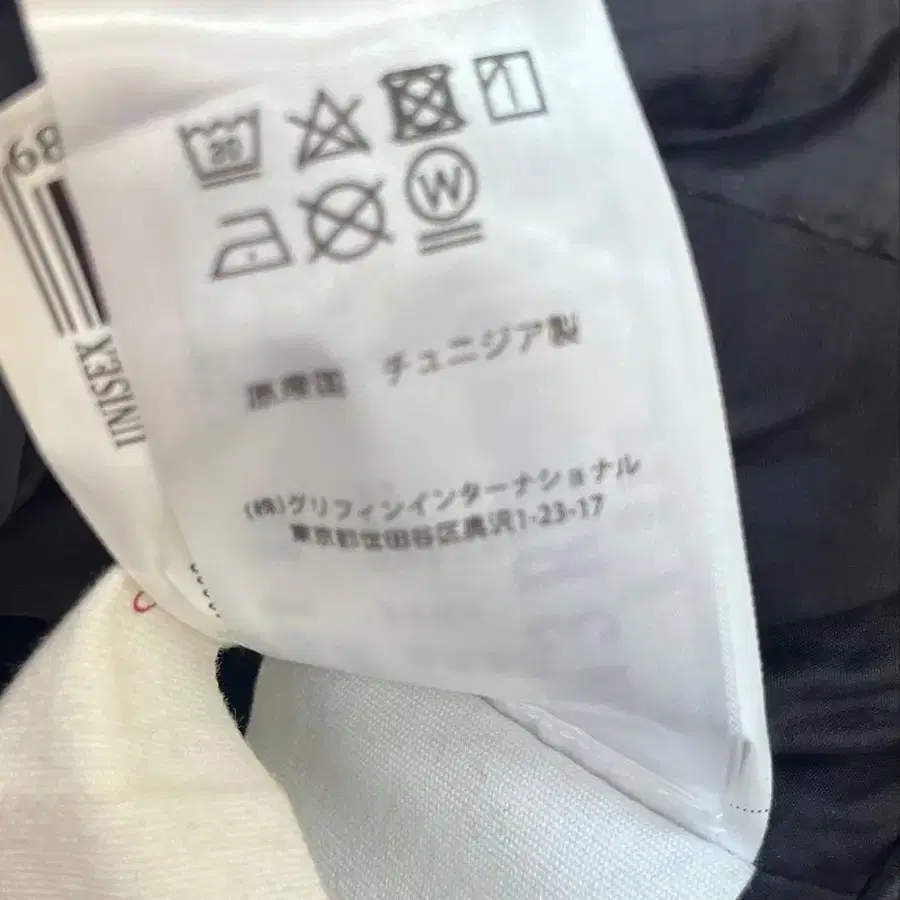 30
W
原産国 チュニジア製
(株)グリフィンインターナショナル
東京都世田谷区奥沢1-23-17
89
UNISEX